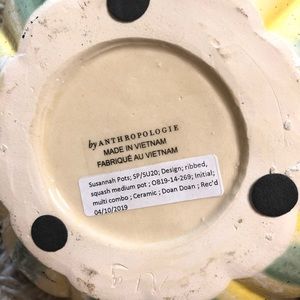 by ANTHROPOLOGIE
MADE IN VIETNAM
FABRIQUÉ AU VIETNAM
Susannah Pots; SP/SU20; Design, ribbed,
squash medium pot ; OB19-14-269; Initial;
multi combo ; Ceramic ; Doan Doan ; Rec'd
04/10/2019